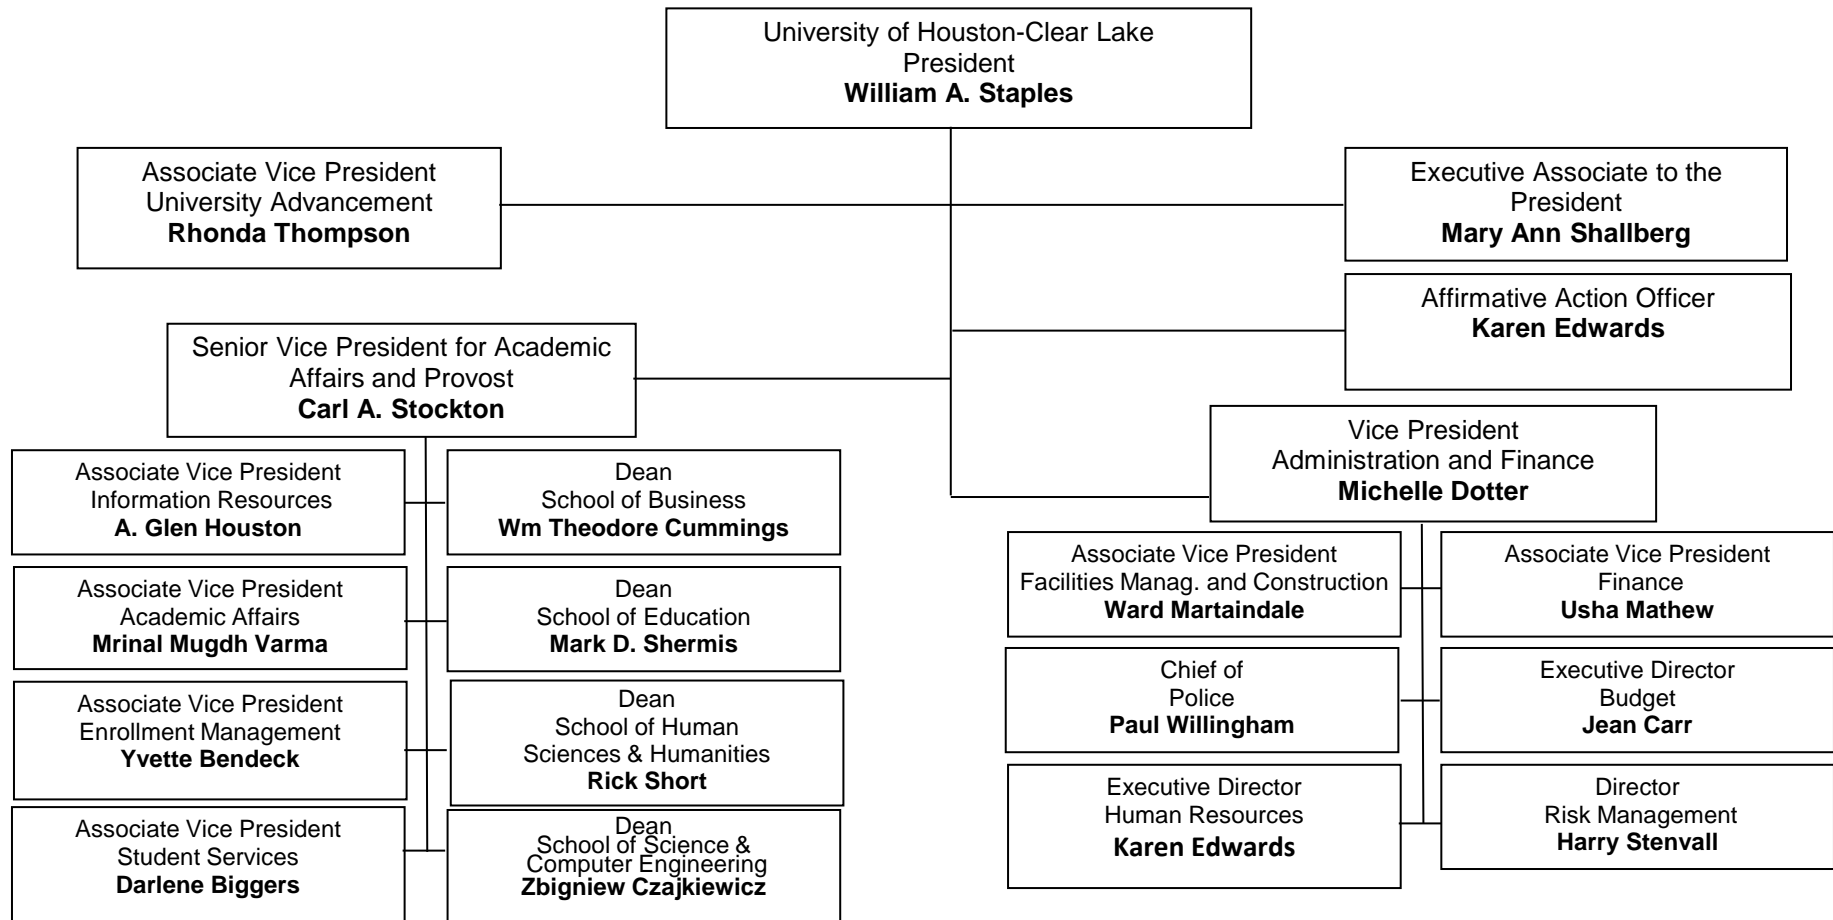 University of Houston-Clear Lake
President
William A. Staples
Associate Vice President
University Advancement
Rhonda Thompson
Executive Associate to the
President
Mary Ann Shallberg
Affirmative Action Officer
Karen Edwards
Senior Vice President for Academic
Affairs and Provost
Carl A. Stockton
Vice President
Administration and Finance
Michelle Dotter
Associate Vice President
Information Resources
A. Glen Houston
Dean
School of Business
Wm Theodore Cummings
Associate Vice President
Academic Affairs
Mrinal Mugdh Varma
Dean
School of Education
Mark D. Shermis
Associate Vice President
Enrollment Management
Yvette Bendeck
Dean
School of Human
Sciences & Humanities
Rick Short
Associate Vice President
Student Services
Darlene Biggers
Dean
School of Science &
Computer Engineering
Zbigniew Czajkiewicz
Associate Vice President
Facilities Manag. and Construction
Ward Martaindale
Associate Vice President
Finance
Usha Mathew
Chief of
Police
Paul Willingham
Executive Director
Budget
Jean Carr
Executive Director
Human Resources
Karen Edwards
Director
Risk Management
Harry Stenvall